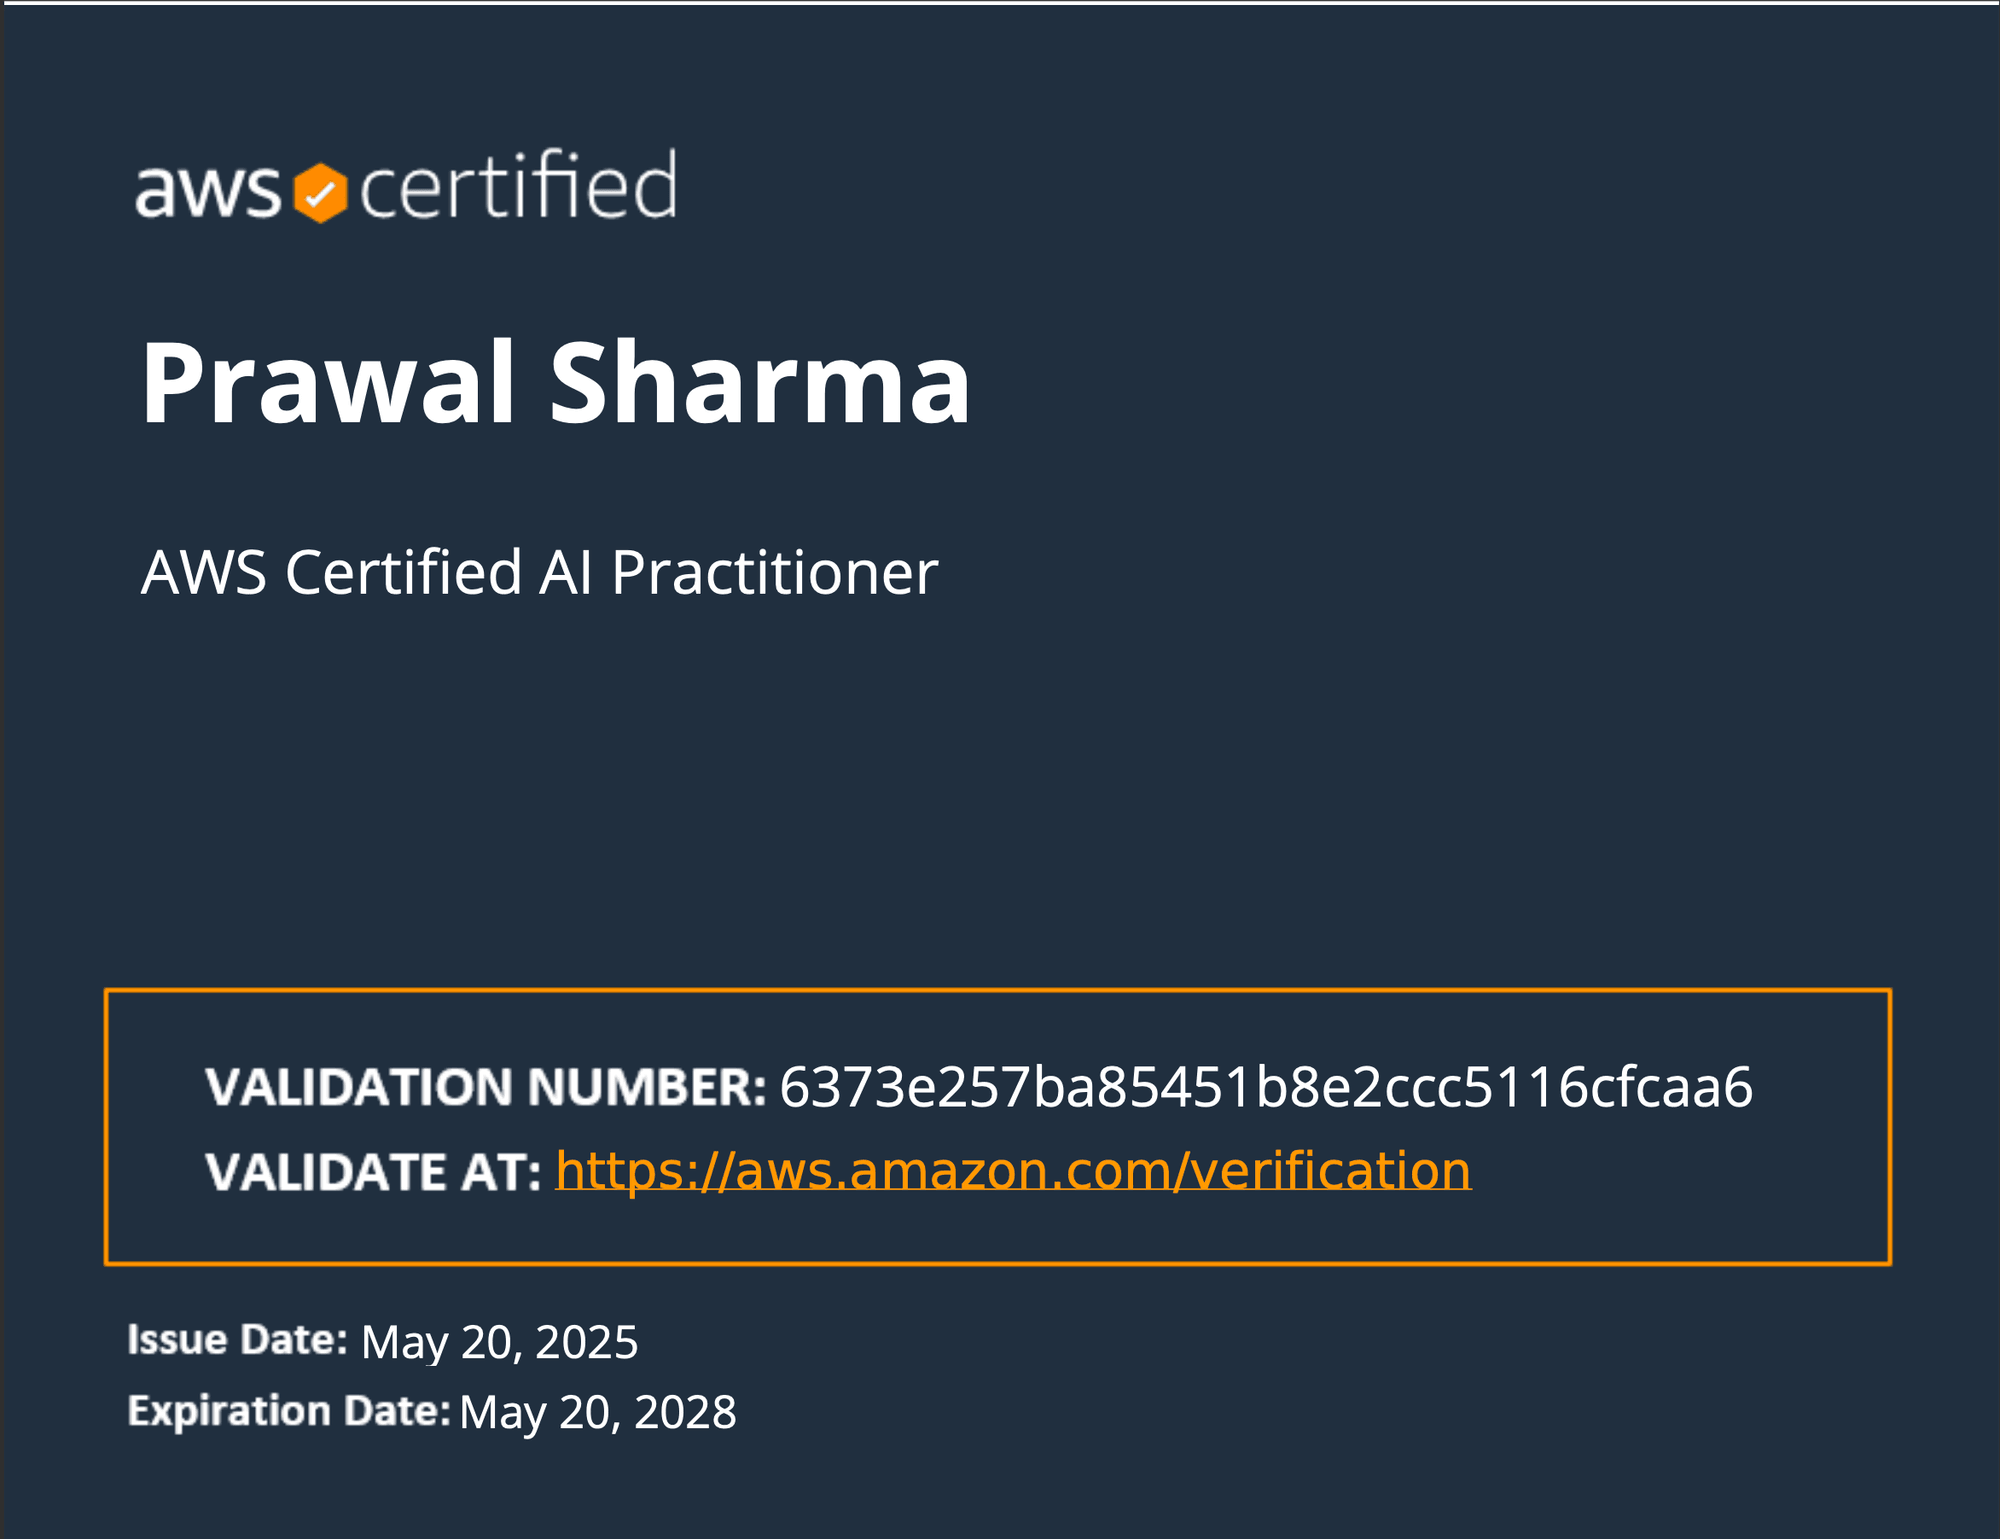 aws certified
Prawal Sharma
AWS Certified AI Practitioner
VALIDATION NUMBER: 6373e257ba85451b8e2ccc5116cfcaa6
VALIDATE AT: https://aws.amazon.com/verification
Issue Date: May 20, 2025
Expiration Date: May 20, 2028